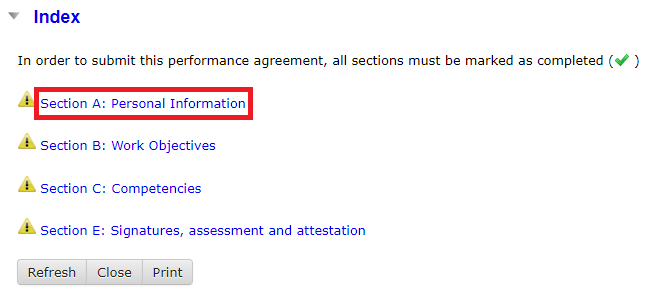 Index
In order to submit this performance agreement, all sections must be marked as completed (✔ )
Section A: Personal Information
Section B: Work Objectives
Section C: Competencies
Section E: Signatures, assessment and attestation
Refresh Close Print